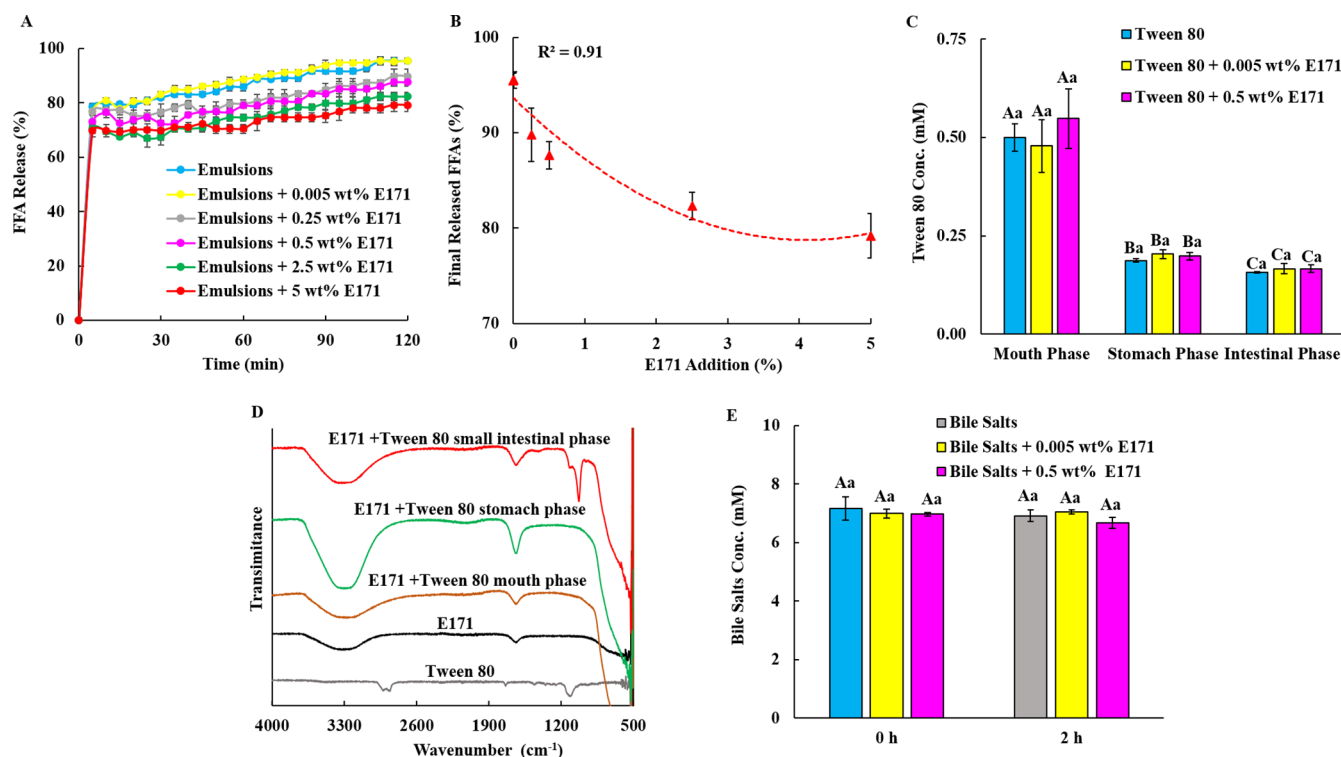 A
FFA Release (%)
100
80
60
40
20
0
0
30
60
90
120
Time (min)
Emulsions
Emulsions + 0.005 wt% E171
Emulsions + 0.25 wt% E171
Emulsions + 0.5 wt% E171
Emulsions + 2.5 wt% E171
Emulsions + 5 wt% E171
B
R² = 0.91
Final Released FFAs (%)
100
90
80
70
0
1
2
3
4
5
E171 Addition (%)
C
Tween 80
Tween 80 + 0.005 wt% E171
Tween 80 + 0.5 wt% E171
Tween 80 Conc. (mM)
0.75
0.50
0.25
0.00
Aa
Aa
Aa
Ba
Ba
Ba
Ca
Ca
Ca
Mouth Phase
Stomach Phase
Intestinal Phase
D
Transimitance
E171 +Tween 80 small intestinal phase
E171 +Tween 80 stomach phase
E171 +Tween 80 mouth phase
E171
Tween 80
4000
3300
2600
1900
1200
500
Wavenumber (cm⁻¹)
E
Bile Salts
Bile Salts + 0.005 wt% E171
Bile Salts + 0.5 wt% E171
Bile Salts Conc. (mM)
10
8
6
4
2
0
Aa
Aa
Aa
Aa
Aa
Aa
0 h
2 h